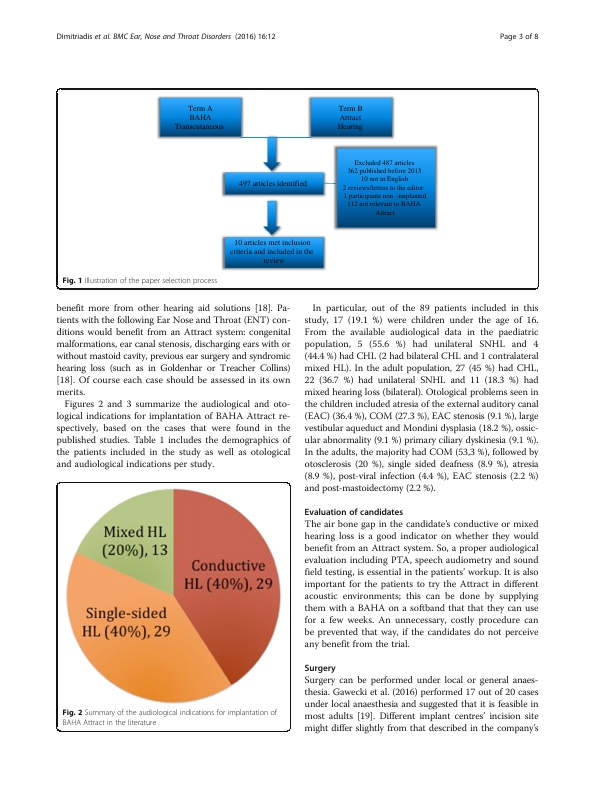 Dimitriadis et al. BMC Ear, Nose and Throat Disorders (2016) 16:12
Page 3 of 8
Term A
BAHA
Transcutaneous
Term B
Attract
Hearing
497 articles identified
Excluded 487 articles
362 published before 2013
10 not in English
2 reviews/letters to the editor
1 participants non -implanted
112 not relevant to BAHA
Attract
10 articles met inclusion
criteria and included in the
review
Fig. 1 Illustration of the paper selection process
benefit more from other hearing aid solutions [18]. Pa-
tients with the following Ear Nose and Throat (ENT) con-
ditions would benefit from an Attract system: congenital
malformations, ear canal stenosis, discharging ears with or
without mastoid cavity, previous ear surgery and syndromic
hearing loss (such as in Goldenhar or Treacher Collins)
[18]. Of course each case should be assessed in its own
merits.
Figures 2 and 3 summarize the audiological and oto-
logical indications for implantation of BAHA Attract re-
spectively, based on the cases that were found in the
published studies. Table 1 includes the demographics of
the patients included in the study as well as otological
and audiological indications per study.
Mixed HL
(20%), 13
Conductive
HL (40%), 29
Single-sided
HL (40%), 29
Fig. 2 Summary of the audiological indications for implantation of
BAHA Attract in the literature
In particular, out of the 89 patients included in this
study, 17 (19.1 %) were children under the age of 16.
From the available audiological data in the paediatric
population, 5 (55.6 %) had unilateral SNHL and 4
(44.4 %) had CHL (2 had bilateral CHL and 1 contralateral
mixed HL). In the adult population, 27 (45 %) had CHL,
22 (36.7 %) had unilateral SNHL and 11 (18.3 %) had
mixed hearing loss (bilateral). Otological problems seen in
the children included atresia of the external auditory canal
(EAC) (36.4 %), COM (27.3 %), EAC stenosis (9.1 %), large
vestibular aqueduct and Mondini dysplasia (18.2 %), ossic-
ular abnormality (9.1 %) primary ciliary dyskinesia (9.1 %).
In the adults, the majority had COM (53,3 %), followed by
otosclerosis (20 %), single sided deafness (8.9 %), atresia
(8.9 %), post-viral infection (4.4 %), EAC stenosis (2.2 %)
and post-mastoidectomy (2.2 %).
Evaluation of candidates
The air bone gap in the candidate's conductive or mixed
hearing loss is a good indicator on whether they would
benefit from an Attract system. So, a proper audiological
evaluation including PTA, speech audiometry and sound
field testing, is essential in the patients' workup. It is also
important for the patients to try the Attract in different
acoustic environments; this can be done by supplying
them with a BAHA on a softband that that they can use
for a few weeks. An unnecessary, costly procedure can
be prevented that way, if the candidates do not perceive
any benefit from the trial.
Surgery
Surgery can be performed under local or general anaes-
thesia. Gawecki et al. (2016) performed 17 out of 20 cases
under local anaesthesia and suggested that it is feasible in
most adults [19]. Different implant centres' incision site
might differ slightly from that described in the company's